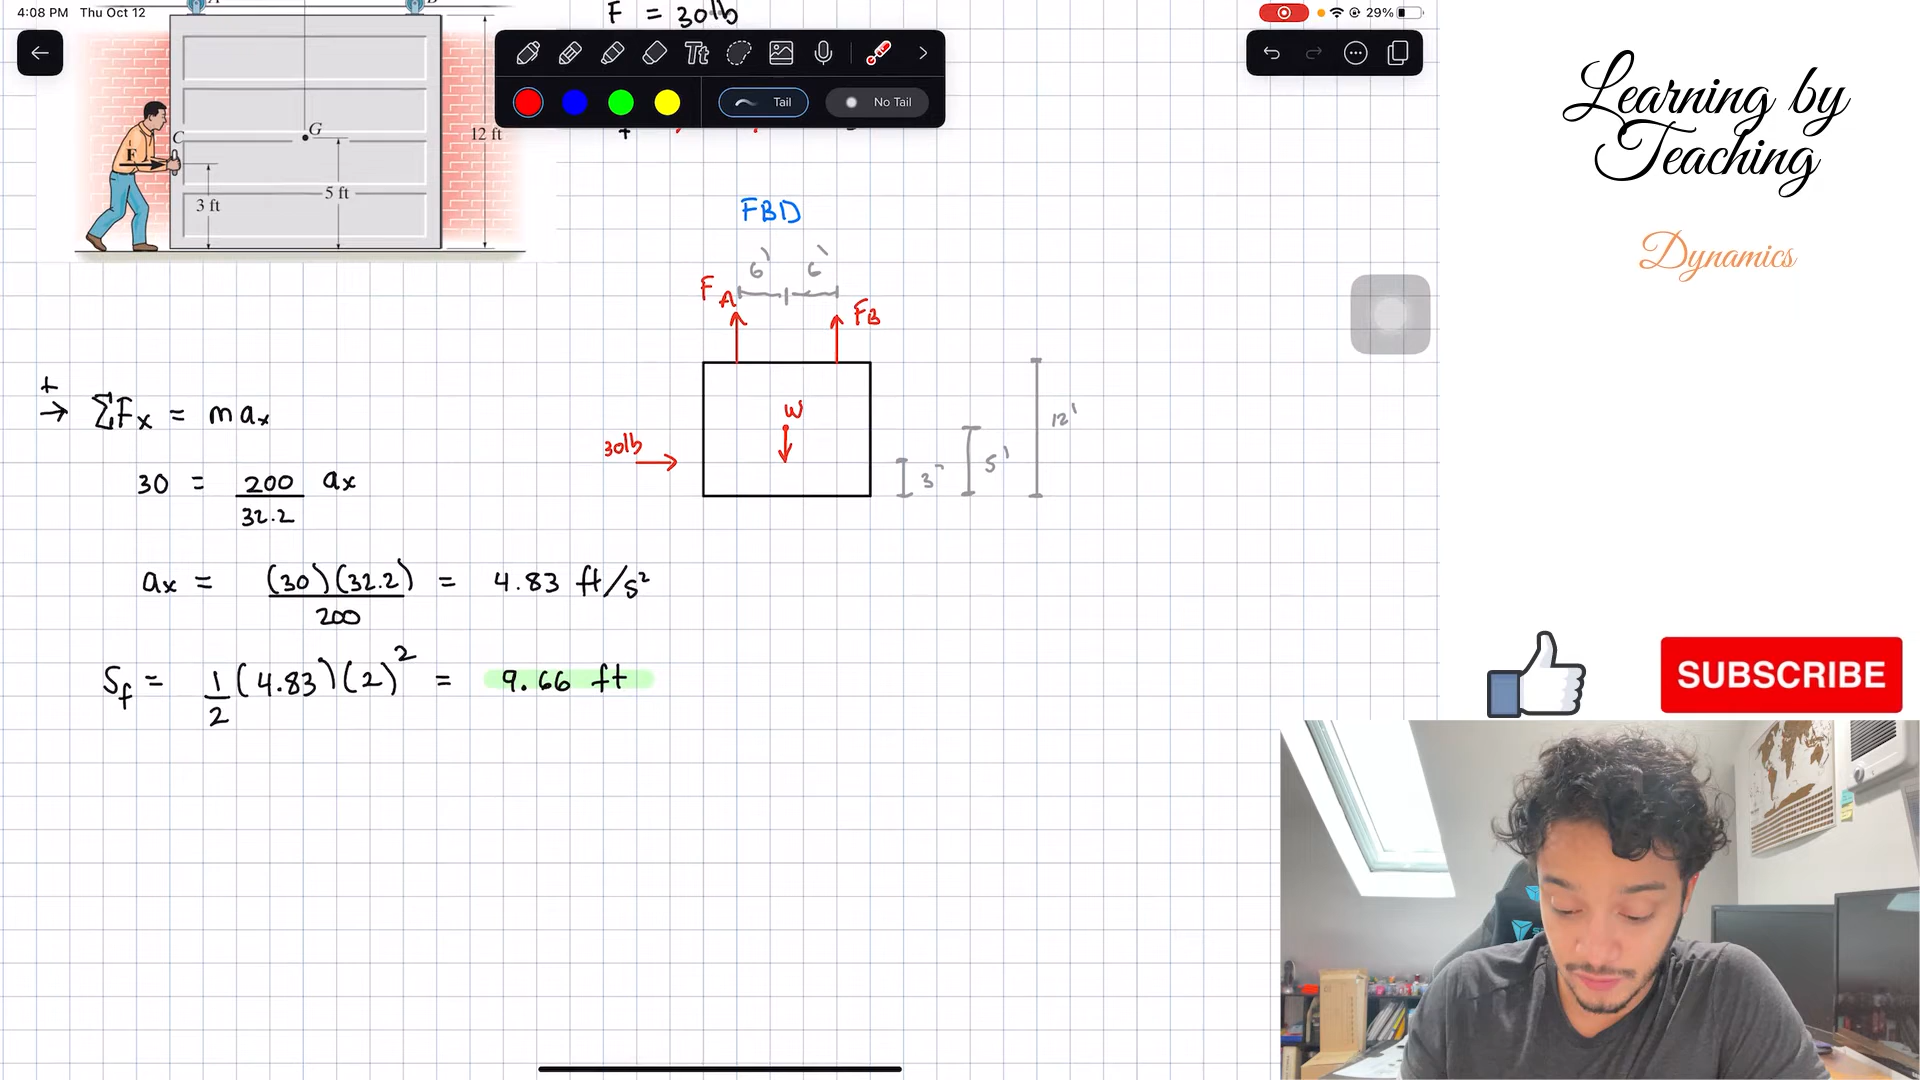 4:08 PM Thu Oct 12
29%
F = 30lb
Tt
Tail
No Tail
C
G
F
12 ft
5 ft
3 ft
Learning by
Teaching
Dynamics
FBD
6' 6'
FA
FB
W
30lb
3'
5'
12'
+
→ ΣFx = max
30 = 200/32.2 ax
ax = (30)(32.2)/200 = 4.83 ft/s²
Sf = 1/2 (4.83)(2)² = 9.66 ft
SUBSCRIBE